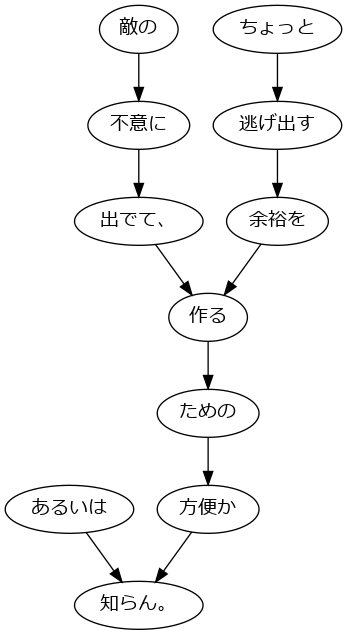 敵の
ちょっと
不意に
逃げ出す
出でて、
余裕を
作る
ための
あるいは
方便か
知らん。